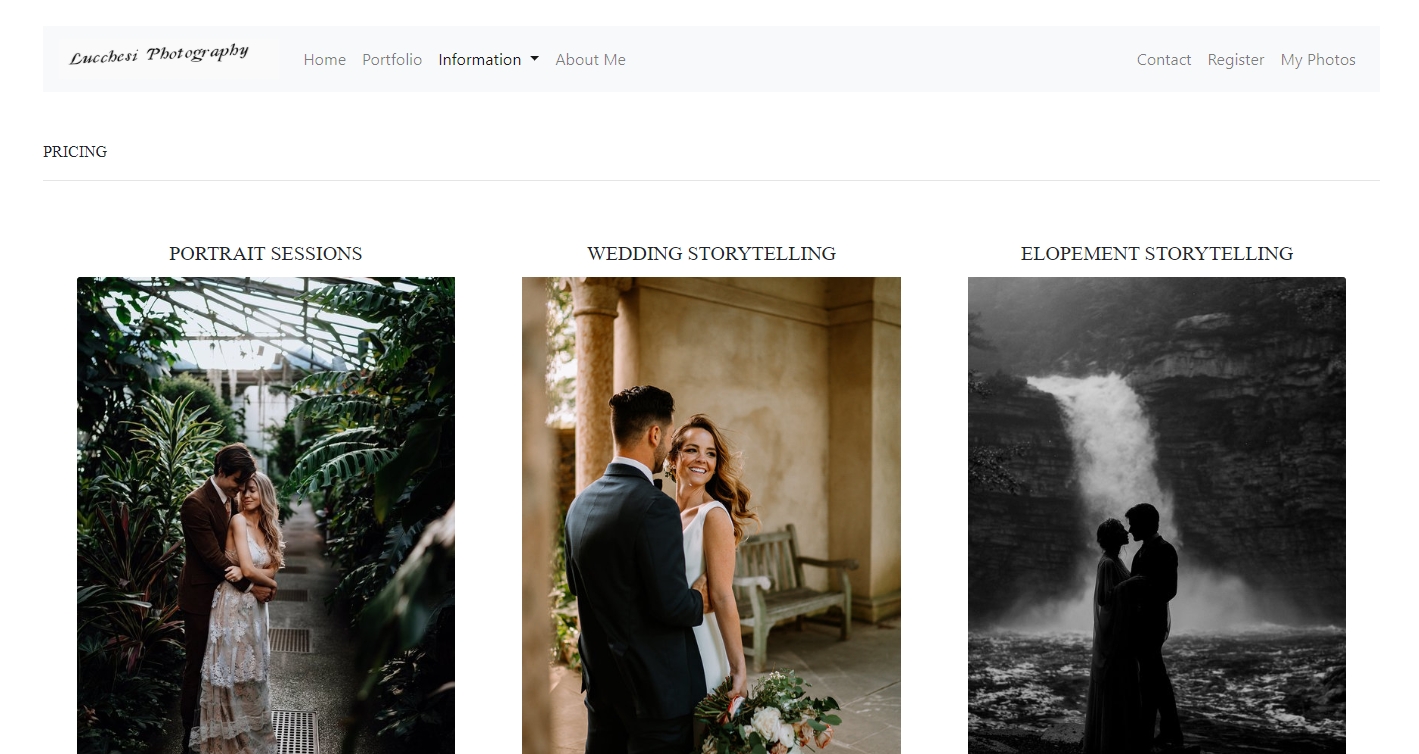 Lucchesi Photography
Home Portfolio Information About Me Contact Register My Photos
PRICING
PORTRAIT SESSIONS WEDDING STORYTELLING ELOPEMENT STORYTELLING